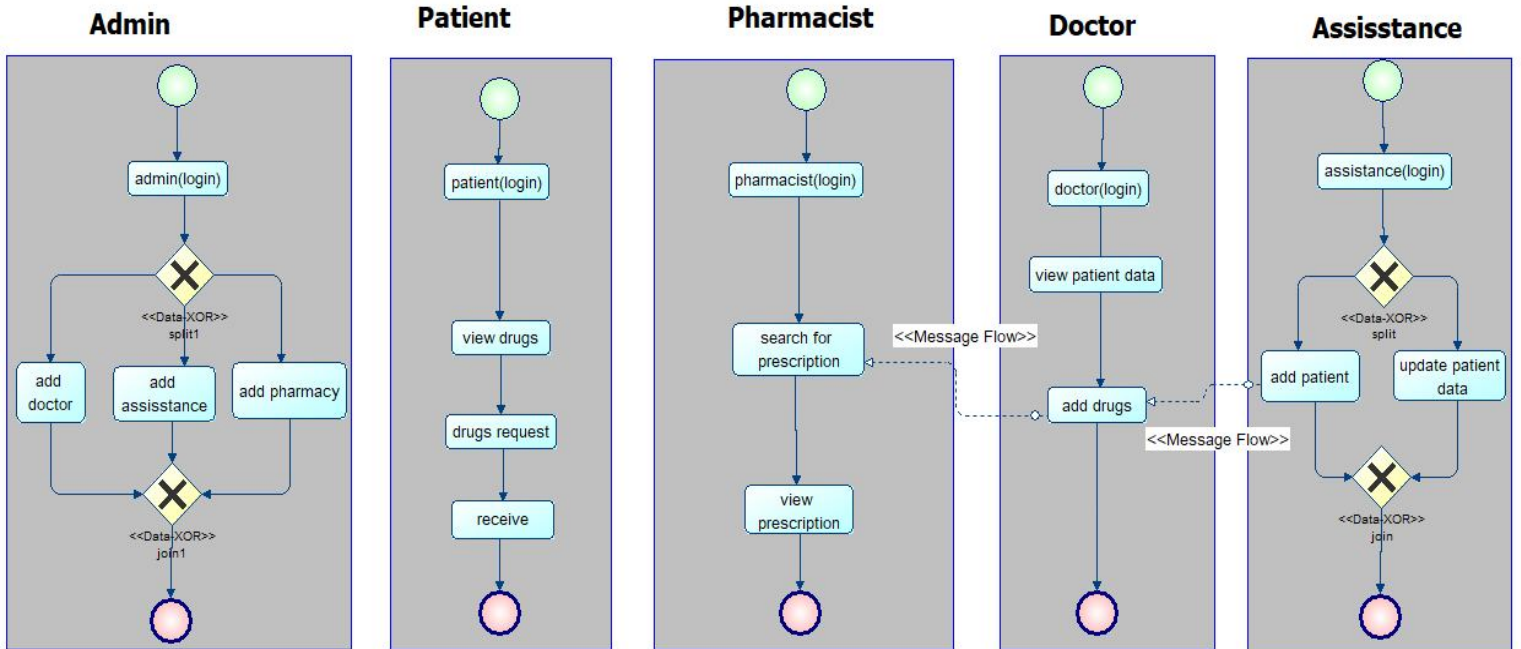 Admin
Patient
Pharmacist
Doctor
Assisstance
admin(login)
<<Data-XOR>>
split1
add
doctor
add
assisstance
add pharmacy
<<Data-XOR>>
join1
patient(login)
view drugs
drugs request
receive
pharmacist(login)
search for
prescription
view
prescription
<<Message Flow>>
doctor(login)
view patient data
add drugs
<<Message Flow>>
assistance(login)
<<Data-XOR>>
split
add patient
update patient
data
<<Data-XOR>>
join